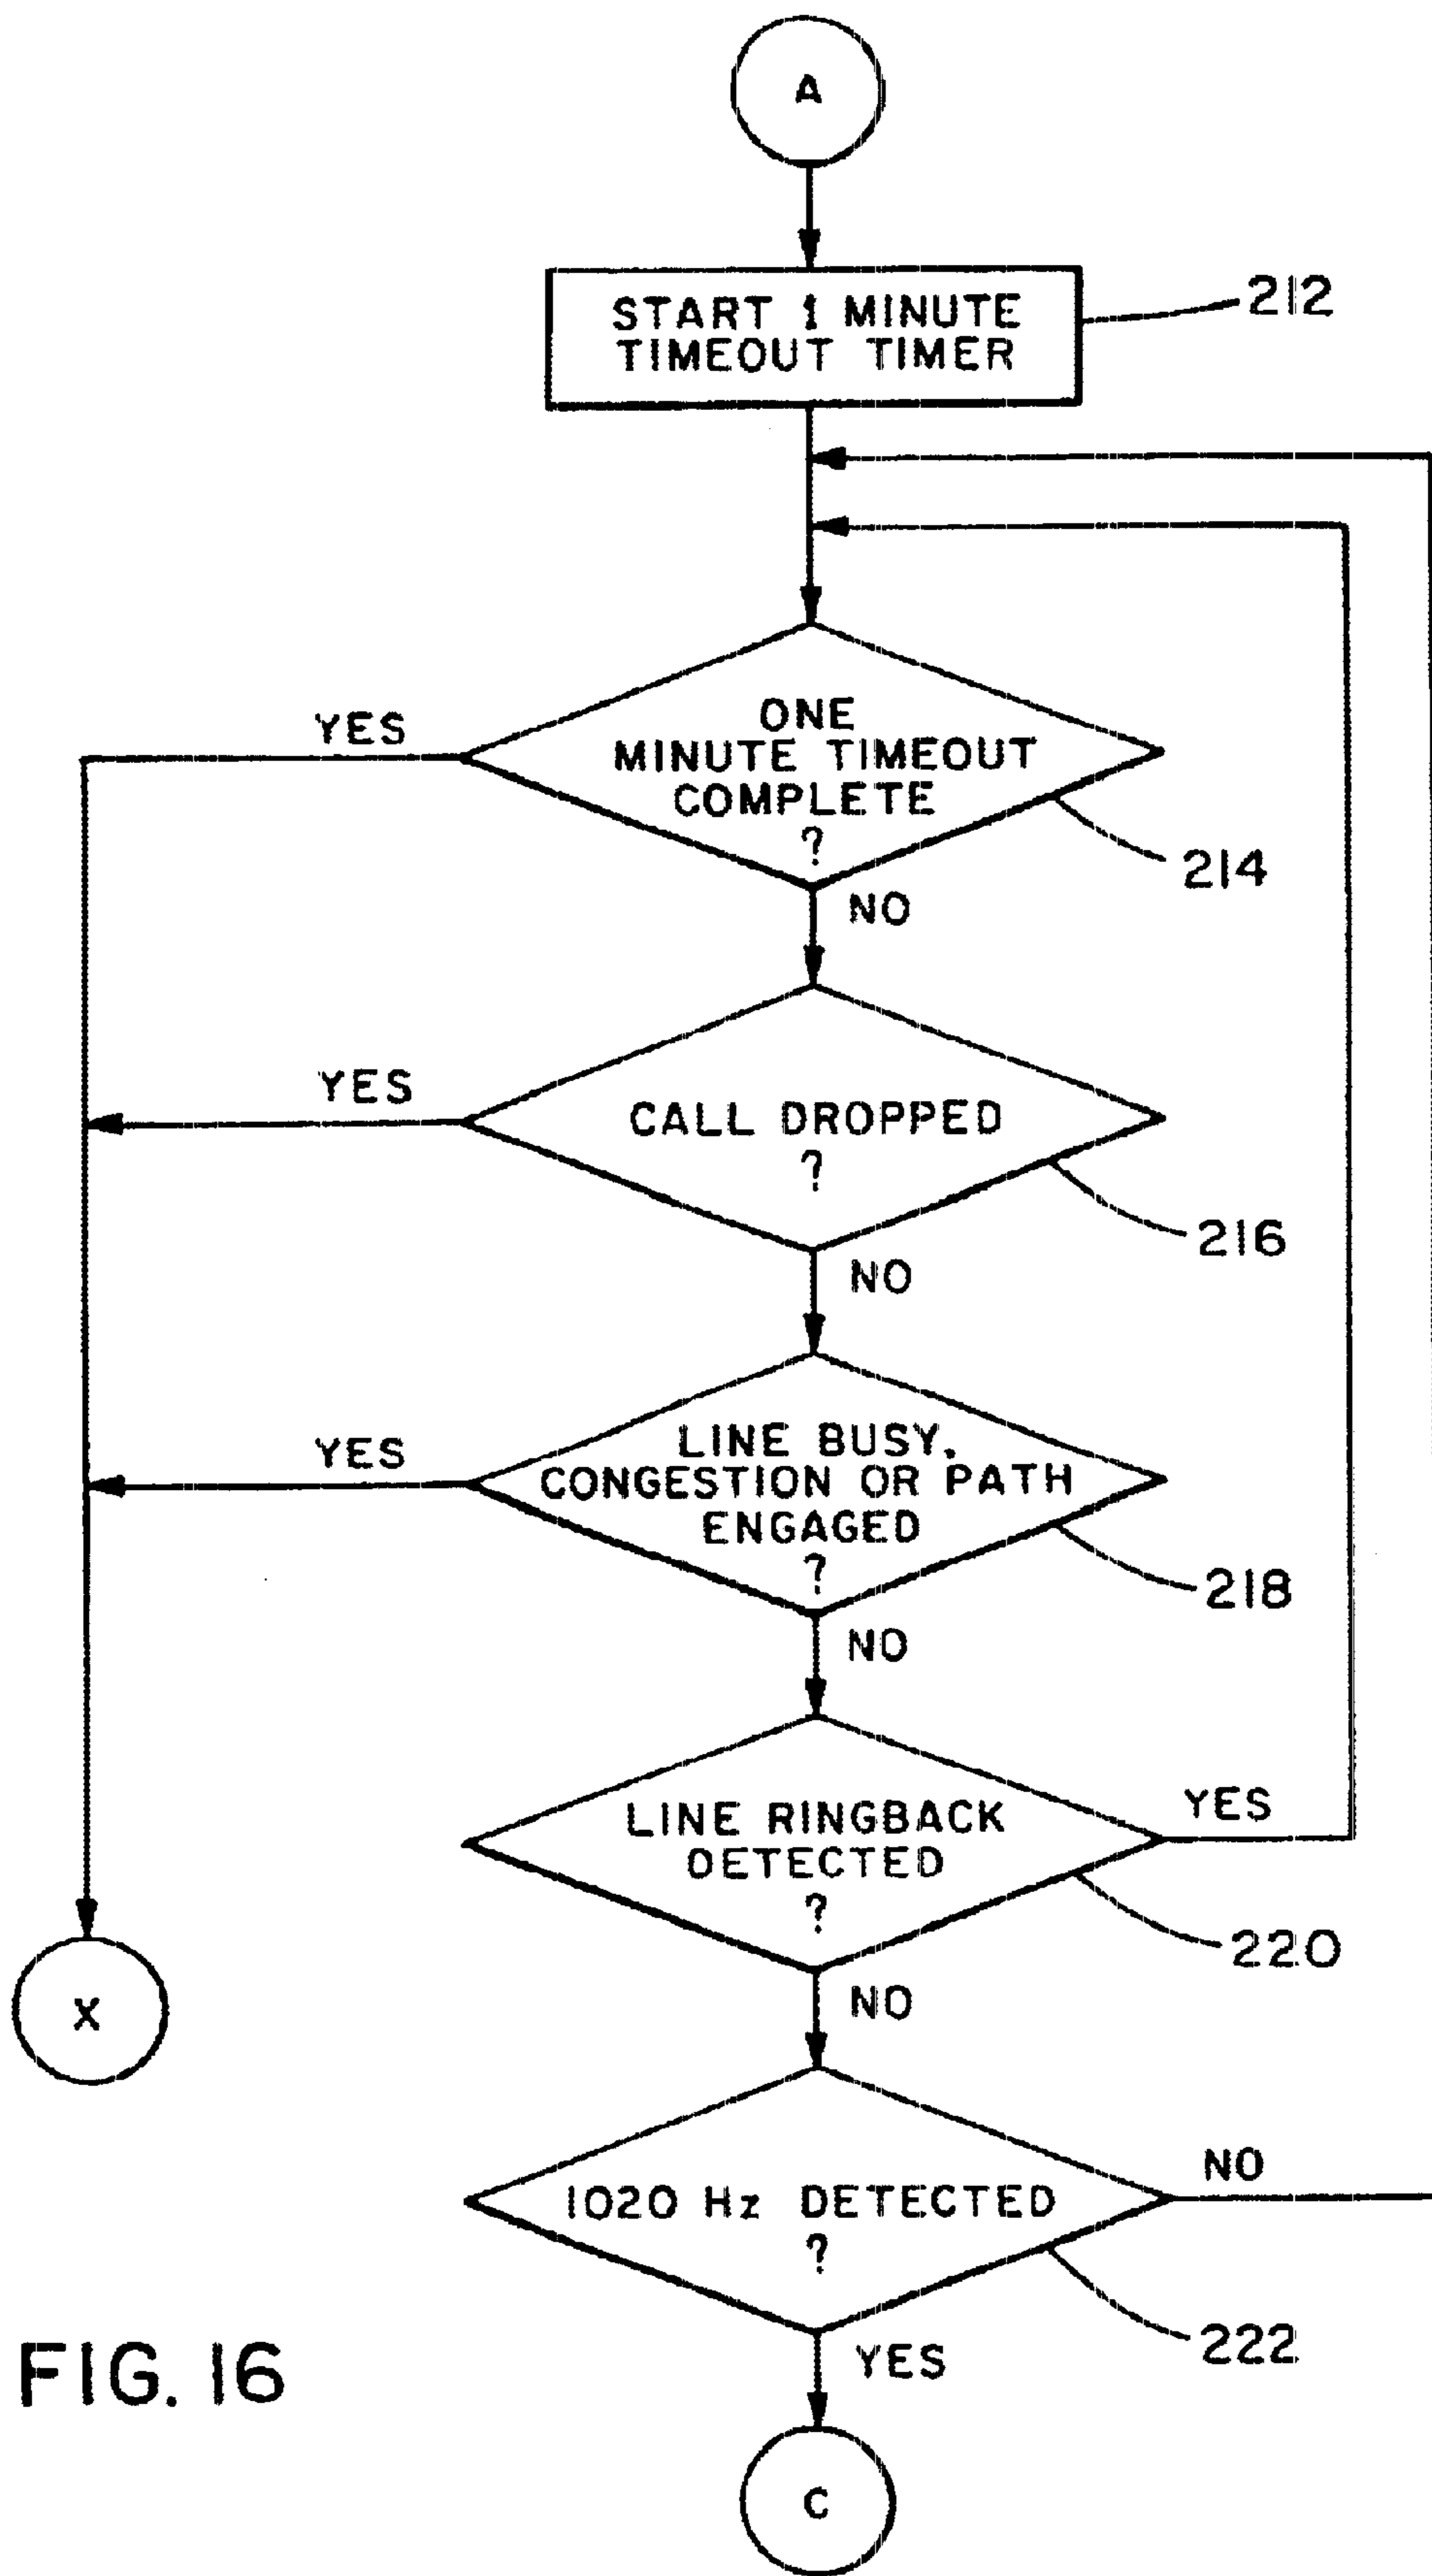 A
START 1 MINUTE
TIMEOUT TIMER
212
YES
ONE
MINUTE TIMEOUT
COMPLETE
?
214
NO
YES
CALL DROPPED
?
216
NO
YES
LINE BUSY,
CONGESTION OR PATH
ENGAGED
?
218
NO
LINE RINGBACK
DETECTED
?
YES
220
NO
X
1020 Hz DETECTED
?
NO
222
YES
FIG. 16
C